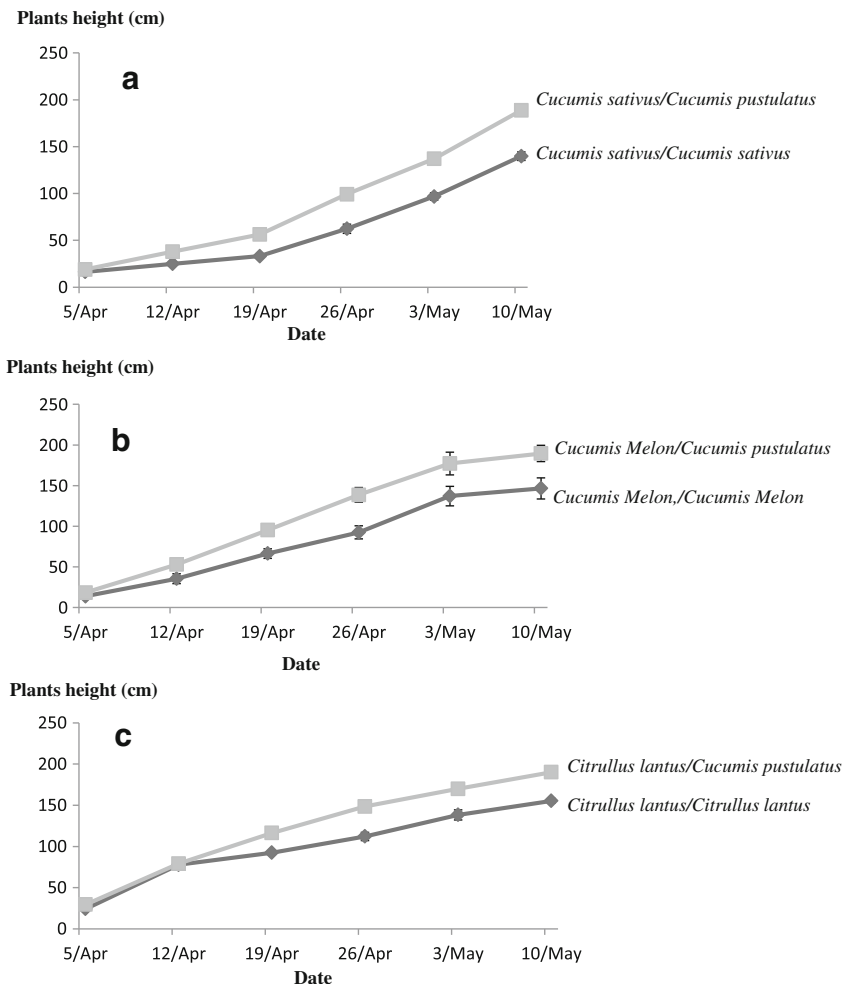 Plants height (cm)
250
a
200
Cucumis sativus/Cucumis pustulatus
150
Cucumis sativus/Cucumis sativus
100
50
0
5/Apr 12/Apr 19/Apr 26/Apr 3/May 10/May
Date
Plants height (cm)
250
b
200
Cucumis Melon/Cucumis pustulatus
150
Cucumis Melon,/Cucumis Melon
100
50
0
5/Apr 12/Apr 19/Apr 26/Apr 3/May 10/May
Date
Plants height (cm)
250
c
200
Citrullus lantus/Cucumis pustulatus
150
Citrullus lantus/Citrullus lantus
100
50
0
5/Apr 12/Apr 19/Apr 26/Apr 3/May 10/May
Date